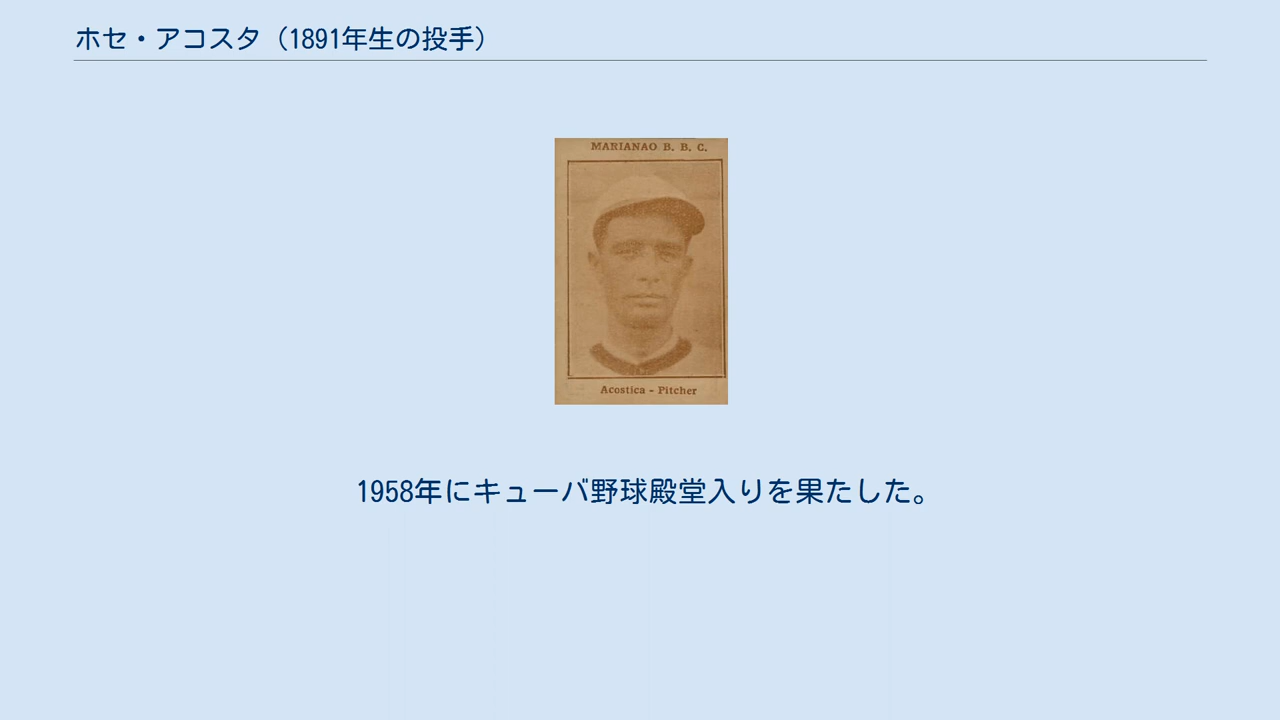 ホセ・アコスタ（1891年生の投手）
MARIANAO B. B. C.
Acostica - Pitcher
1958年にキューバ野球殿堂入りを果たした。